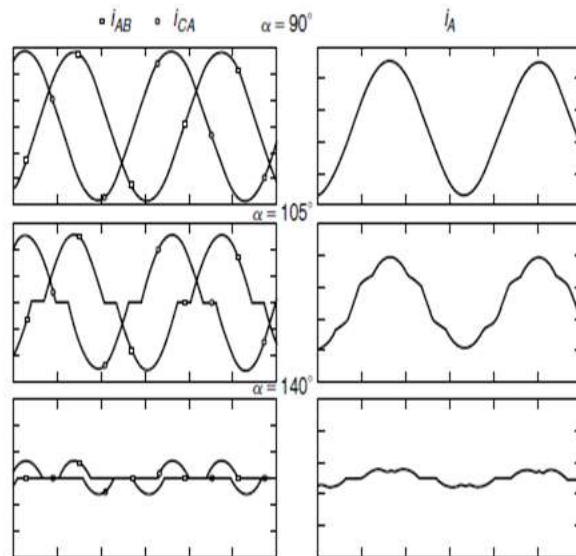 i_AB i_CA α = 90° i_A
α = 105°
α = 140°